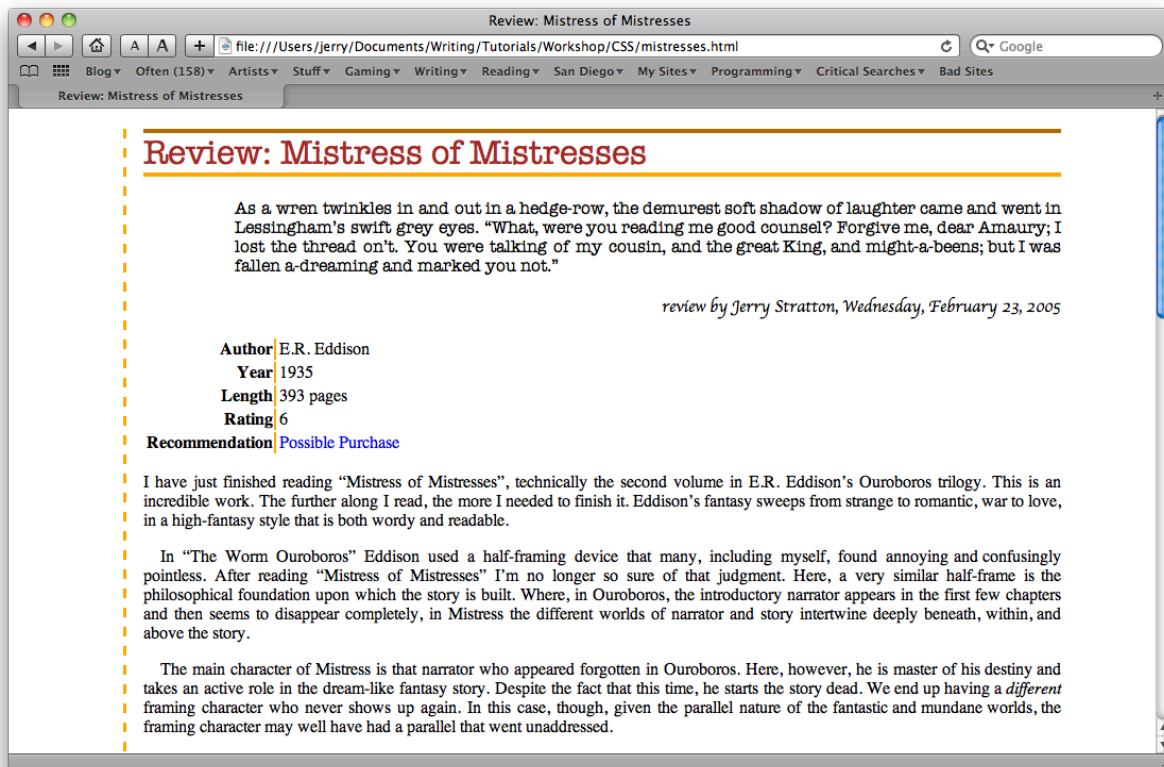 Review: Mistress of Mistresses
A A + file:///Users/jerry/Documents/Writing/Tutorials/Workshop/CSS/mistresses.html Google
Blog Often (158) Artists Stuff Gaming Writing Reading San Diego My Sites Programming Critical Searches Bad Sites
Review: Mistress of Mistresses +
Review: Mistress of Mistresses
As a wren twinkles in and out in a hedge-row, the demurest soft shadow of laughter came and went in
Lessingham’s swift grey eyes. “What, were you reading me good counsel? Forgive me, dear Amaury; I
lost the thread on’t. You were talking of my cousin, and the great King, and might-a-beens; but I was
fallen a-dreaming and marked you not.”
review by Jerry Stratton, Wednesday, February 23, 2005
Author E.R. Eddison
Year 1935
Length 393 pages
Rating 6
Recommendation Possible Purchase
I have just finished reading “Mistress of Mistresses”, technically the second volume in E.R. Eddison’s Ouroboros trilogy. This is an
incredible work. The further along I read, the more I needed to finish it. Eddison’s fantasy sweeps from strange to romantic, war to love,
in a high-fantasy style that is both wordy and readable.
In “The Worm Ouroboros” Eddison used a half-framing device that many, including myself, found annoying and confusingly
pointless. After reading “Mistress of Mistresses” I’m no longer so sure of that judgment. Here, a very similar half-frame is the
philosophical foundation upon which the story is built. Where, in Ouroboros, the introductory narrator appears in the first few chapters
and then seems to disappear completely, in Mistress the different worlds of narrator and story intertwine deeply beneath, within, and
above the story.
The main character of Mistress is that narrator who appeared forgotten in Ouroboros. Here, however, he is master of his destiny and
takes an active role in the dream-like fantasy story. Despite the fact that this time, he starts the story dead. We end up having a different
framing character who never shows up again. In this case, though, given the parallel nature of the fantastic and mundane worlds, the
framing character may well have had a parallel that went unaddressed.